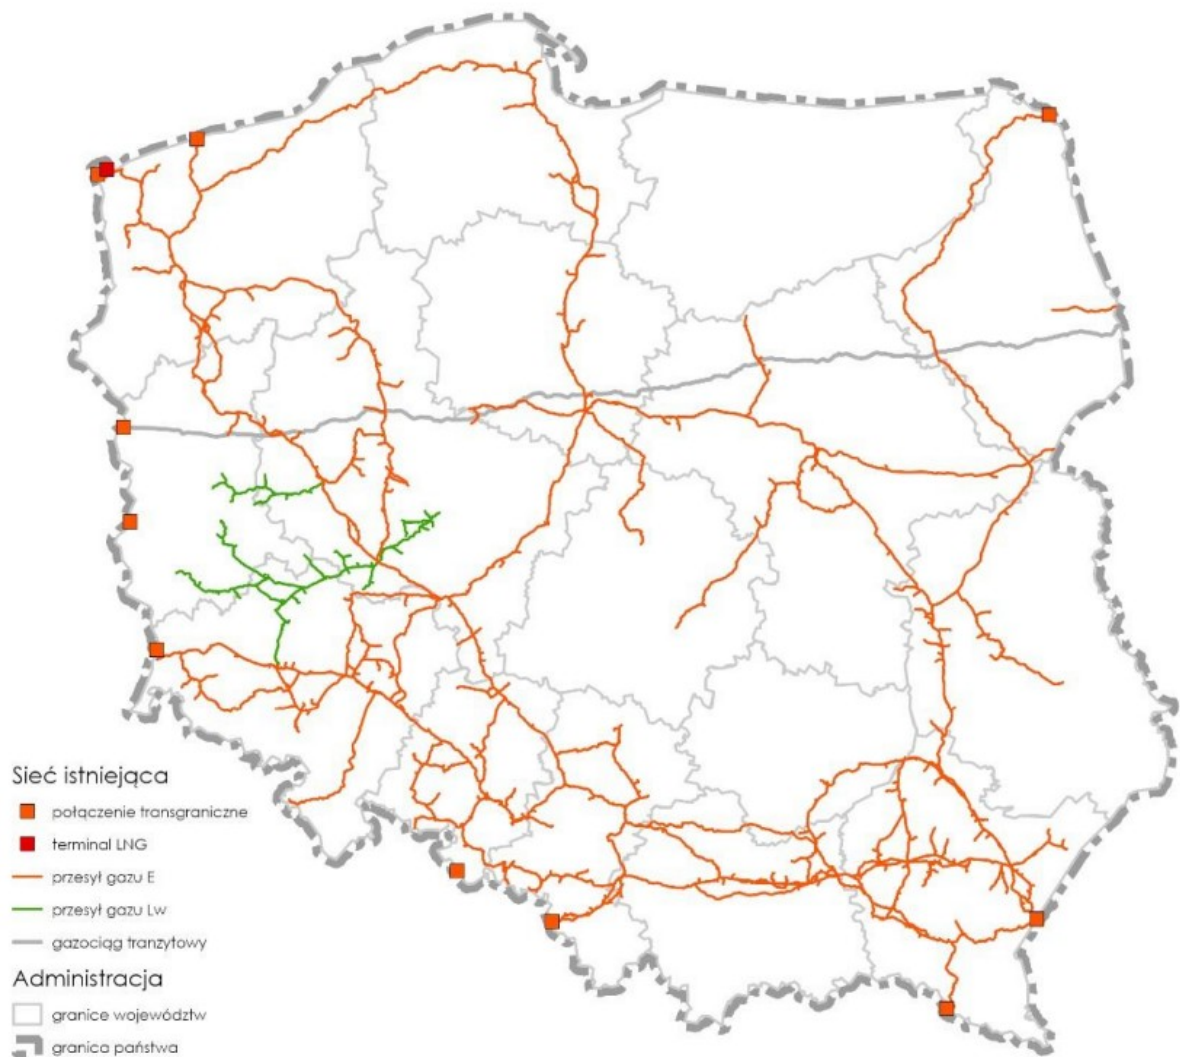 Sieć istniejąca
połączenie transgraniczne
terminal LNG
przesył gazu E
przesył gazu Lw
gazociąg tranzytowy
Administracja
granice województw
granica państwa